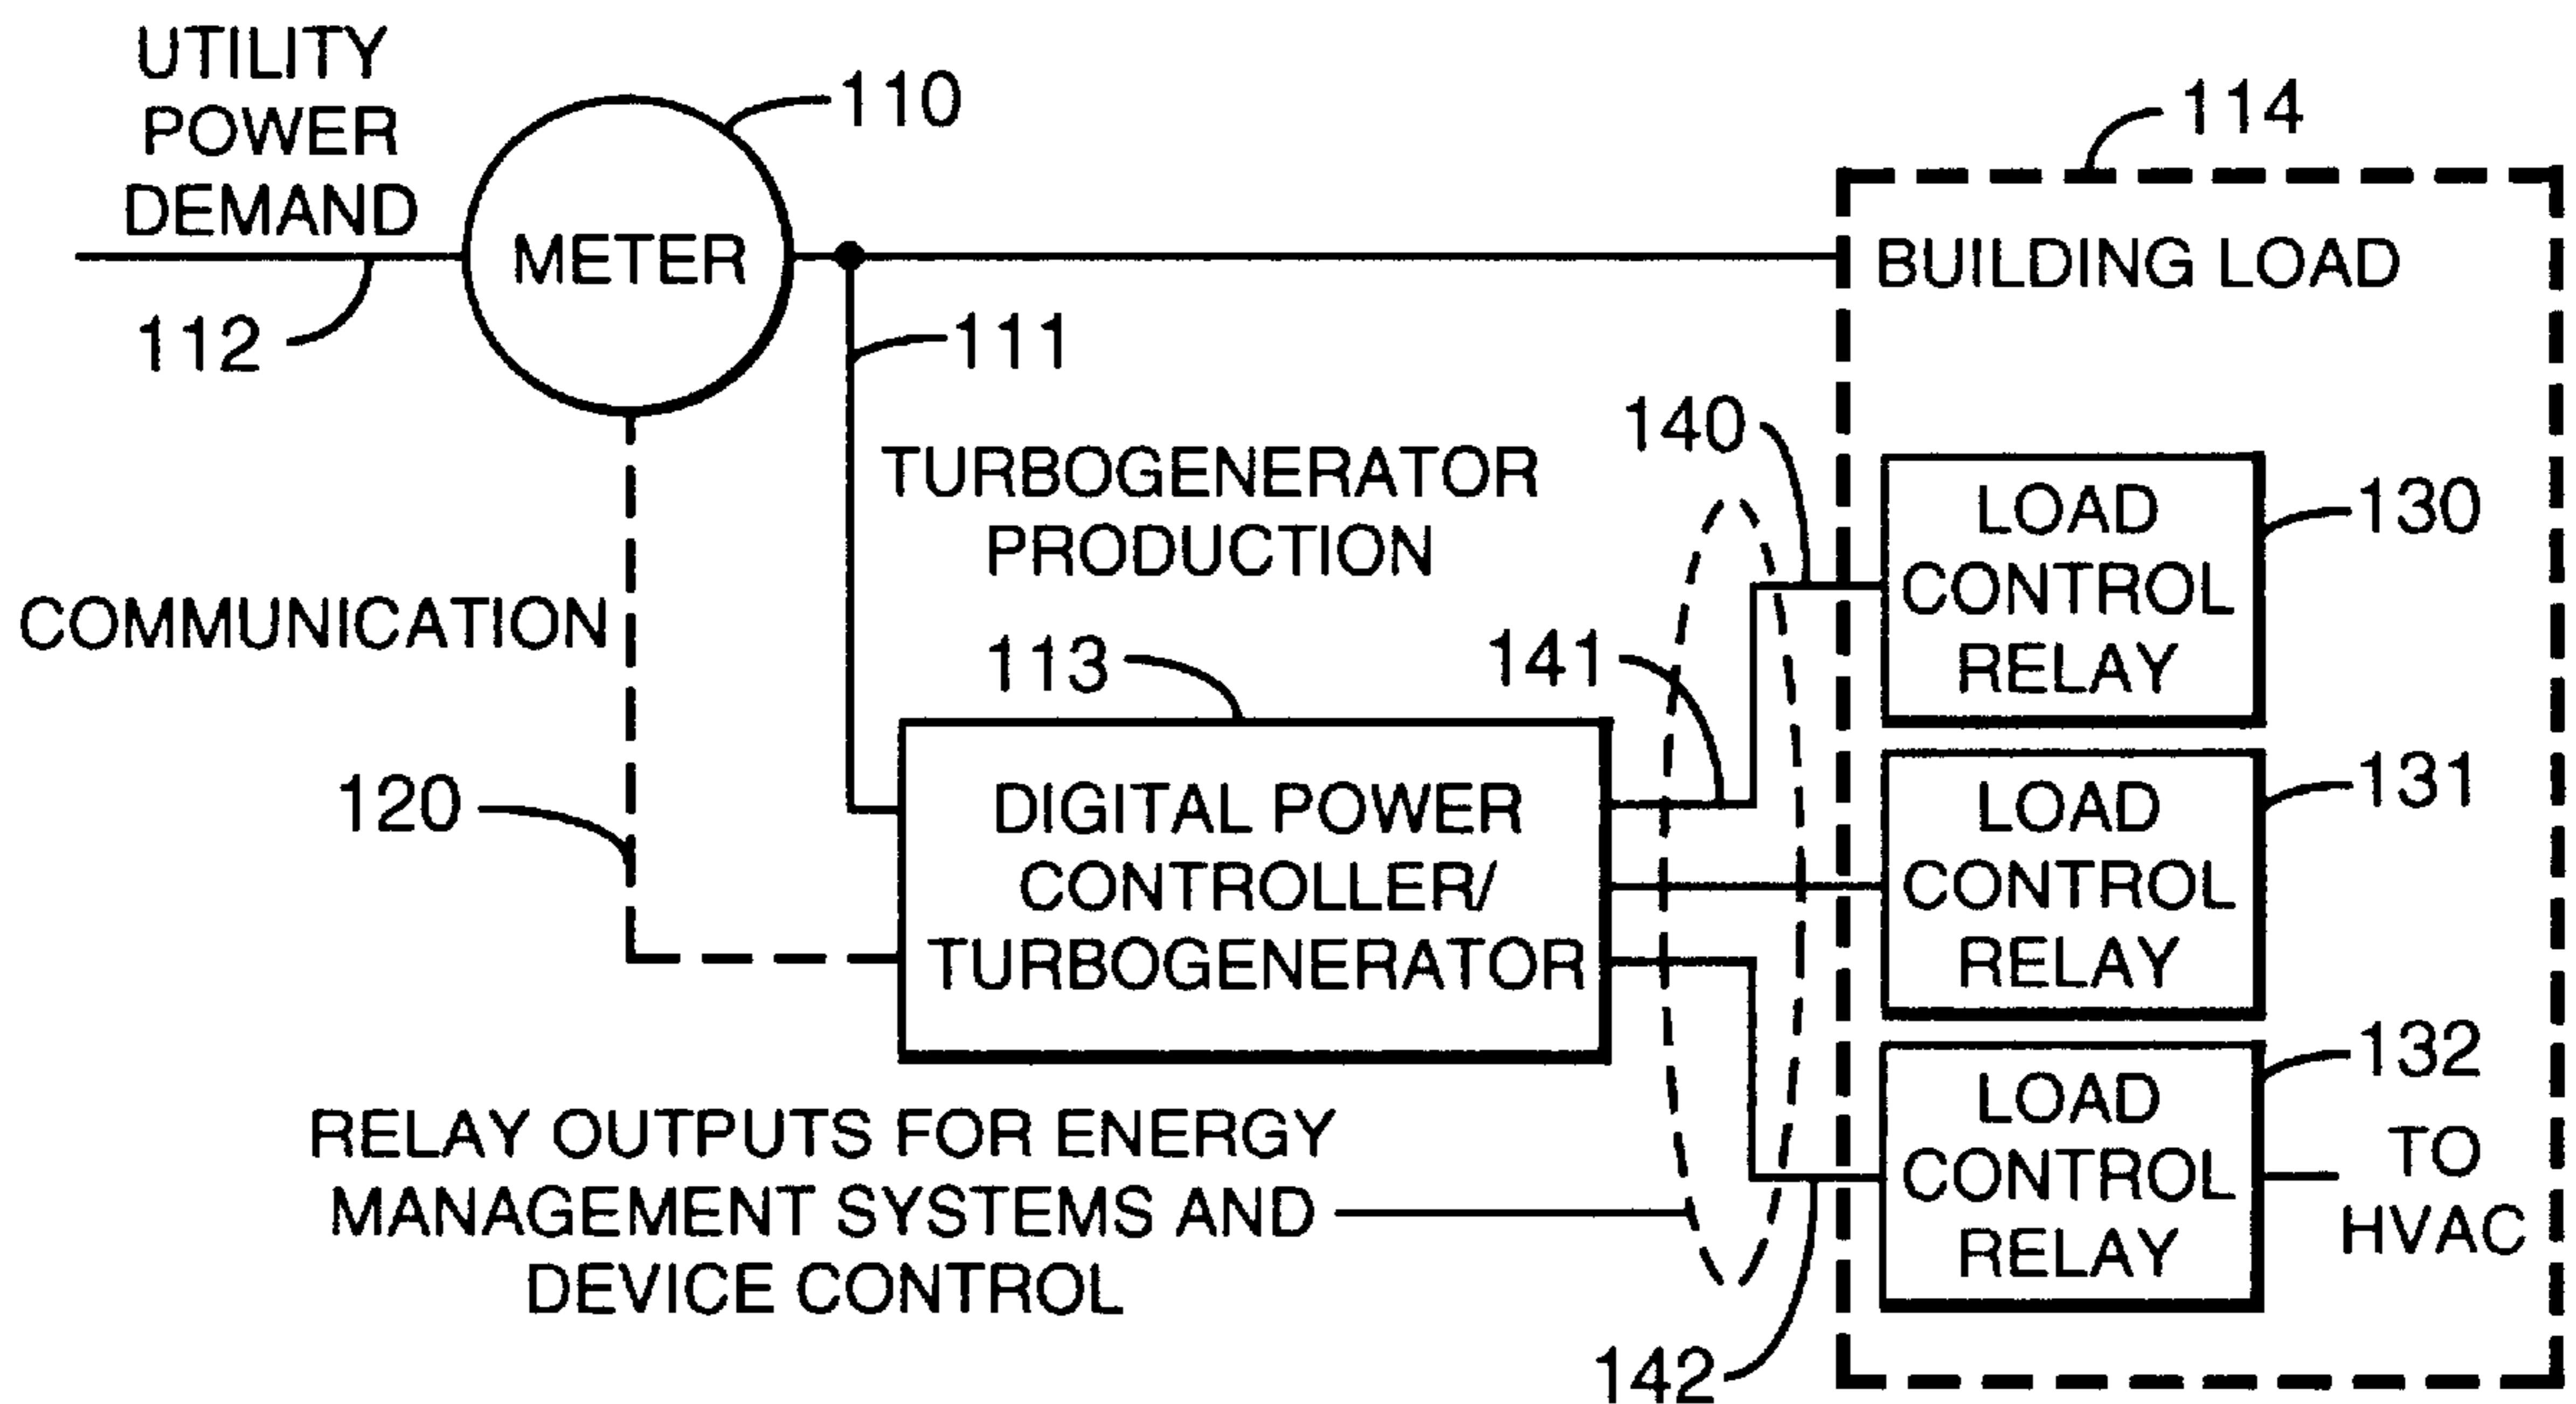 UTILITY
POWER
DEMAND
110
METER
112
111
114
BUILDING LOAD
TURBOGENERATOR
PRODUCTION
COMMUNICATION
120
113
DIGITAL POWER
CONTROLLER/
TURBOGENERATOR
140
141
142
LOAD
CONTROL
RELAY
130
LOAD
CONTROL
RELAY
131
LOAD
CONTROL
RELAY
132
TO
HVAC
RELAY OUTPUTS FOR ENERGY
MANAGEMENT SYSTEMS AND
DEVICE CONTROL